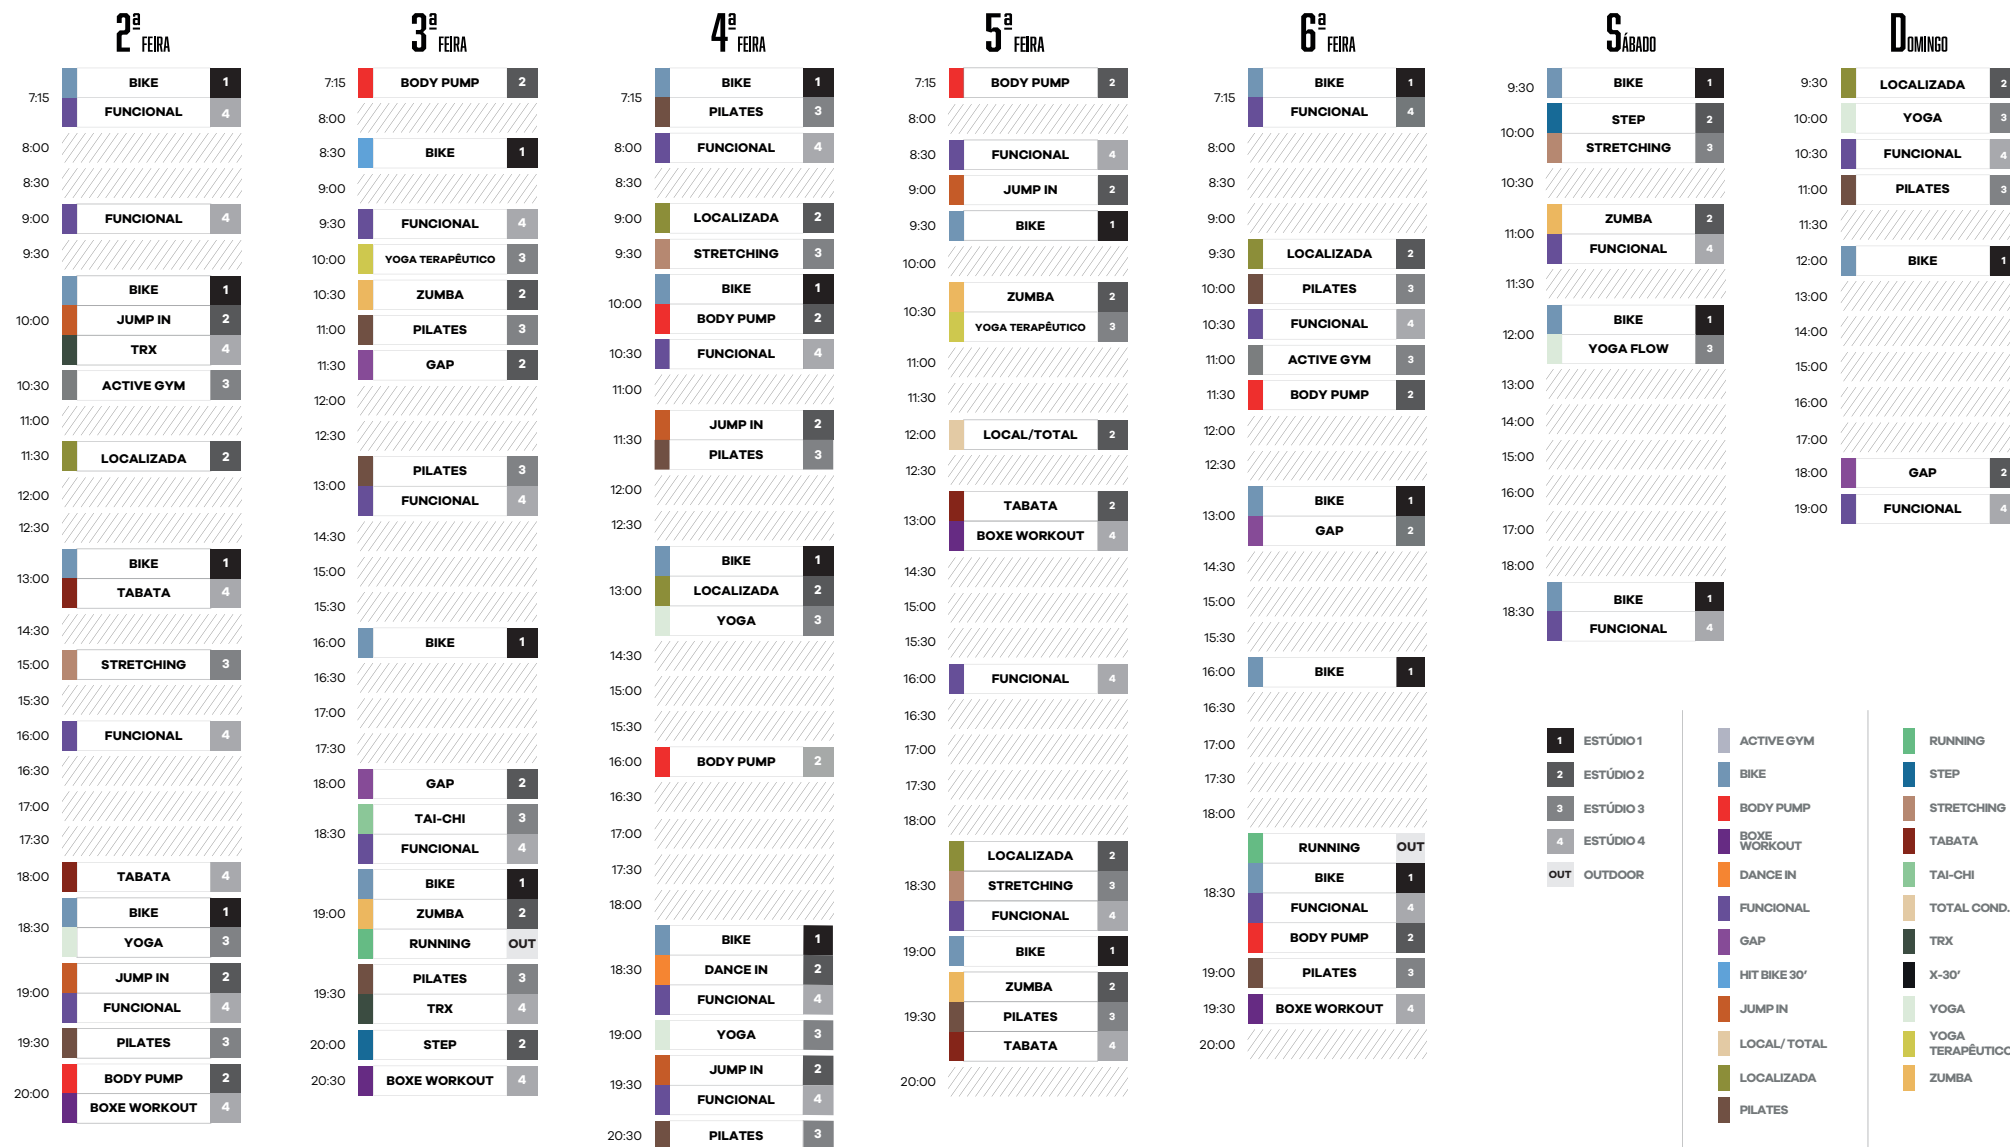 2ª FEIRA
7:15
BIKE 1
FUNCIONAL 4
8:00
8:30
9:00 FUNCIONAL 4
9:30
10:00
BIKE 1
JUMP IN 2
TRX 4
10:30 ACTIVE GYM 3
11:00
11:30 LOCALIZADA 2
12:00
12:30
13:00
BIKE 1
TABATA 4
14:30
15:00 STRETCHING 3
15:30
16:00 FUNCIONAL 4
16:30
17:00
17:30
18:00 TABATA 4
18:30
BIKE 1
YOGA 3
19:00
JUMP IN 2
FUNCIONAL 4
19:30 PILATES 3
20:00
BODY PUMP 2
BOXE WORKOUT 4
3ª FEIRA
7:15 BODY PUMP 2
8:00
8:30 BIKE 1
9:00
9:30 FUNCIONAL 4
10:00 YOGA TERAPÊUTICO 3
10:30 ZUMBA 2
11:00 PILATES 3
11:30 GAP 2
12:00
12:30
13:00
PILATES 3
FUNCIONAL 4
14:30
15:00
15:30
16:00 BIKE 1
16:30
17:00
17:30
18:00 GAP 2
18:30
TAI-CHI 3
FUNCIONAL 4
19:00
BIKE 1
ZUMBA 2
RUNNING OUT
19:30
PILATES 3
TRX 4
20:00 STEP 2
20:30 BOXE WORKOUT 4
4ª FEIRA
7:15
BIKE 1
PILATES 3
8:00 FUNCIONAL 4
8:30
9:00 LOCALIZADA 2
9:30 STRETCHING 3
10:00
BIKE 1
BODY PUMP 2
10:30 FUNCIONAL 4
11:00
11:30
JUMP IN 2
PILATES 3
12:00
12:30
13:00
BIKE 1
LOCALIZADA 2
YOGA 3
14:30
15:00
15:30
16:00 BODY PUMP 2
16:30
17:00
17:30
18:00
18:30
BIKE 1
DANCE IN 2
FUNCIONAL 4
19:00 YOGA 3
19:30
JUMP IN 2
FUNCIONAL 4
20:30 PILATES 3
5ª FEIRA
7:15 BODY PUMP 2
8:00
8:30 FUNCIONAL 4
9:00 JUMP IN 2
9:30 BIKE 1
10:00
10:30
ZUMBA 2
YOGA TERAPÊUTICO 3
11:00
11:30
12:00 LOCAL/TOTAL 2
12:30
13:00
TABATA 2
BOXE WORKOUT 4
14:30
15:00
15:30
16:00 FUNCIONAL 4
16:30
17:00
17:30
18:00
18:30
LOCALIZADA 2
STRETCHING 3
FUNCIONAL 4
19:00 BIKE 1
19:30
ZUMBA 2
PILATES 3
TABATA 4
20:00
6ª FEIRA
7:15
BIKE 1
FUNCIONAL 4
8:00
8:30
9:00
9:30 LOCALIZADA 2
10:00 PILATES 3
10:30 FUNCIONAL 4
11:00 ACTIVE GYM 3
11:30 BODY PUMP 2
12:00
12:30
13:00
BIKE 1
GAP 2
14:30
15:00
15:30
16:00 BIKE 1
16:30
17:00
17:30
18:00
18:30
RUNNING OUT
BIKE 1
FUNCIONAL 4
BODY PUMP 2
19:00 PILATES 3
19:30 BOXE WORKOUT 4
20:00
SÁBADO
9:30 BIKE 1
10:00
STEP 2
STRETCHING 3
10:30
11:00
ZUMBA 2
FUNCIONAL 4
11:30
12:00
BIKE 1
YOGA FLOW 3
13:00
14:00
15:00
16:00
17:00
18:00
18:30
BIKE 1
FUNCIONAL 4
DOMINGO
9:30 LOCALIZADA 2
10:00 YOGA 3
10:30 FUNCIONAL 4
11:00 PILATES 3
11:30
12:00 BIKE 1
13:00
14:00
15:00
16:00
17:00
18:00 GAP 2
19:00 FUNCIONAL 4
1 ESTÚDIO 1
2 ESTÚDIO 2
3 ESTÚDIO 3
4 ESTÚDIO 4
OUT OUTDOOR
ACTIVE GYM
BIKE
BODY PUMP
BOXE
WORKOUT
DANCE IN
FUNCIONAL
GAP
HIT BIKE 30'
JUMP IN
LOCAL/ TOTAL
LOCALIZADA
PILATES
RUNNING
STEP
STRETCHING
TABATA
TAI-CHI
TOTAL COND.
TRX
X-30'
YOGA
YOGA
TERAPÊUTICO
ZUMBA